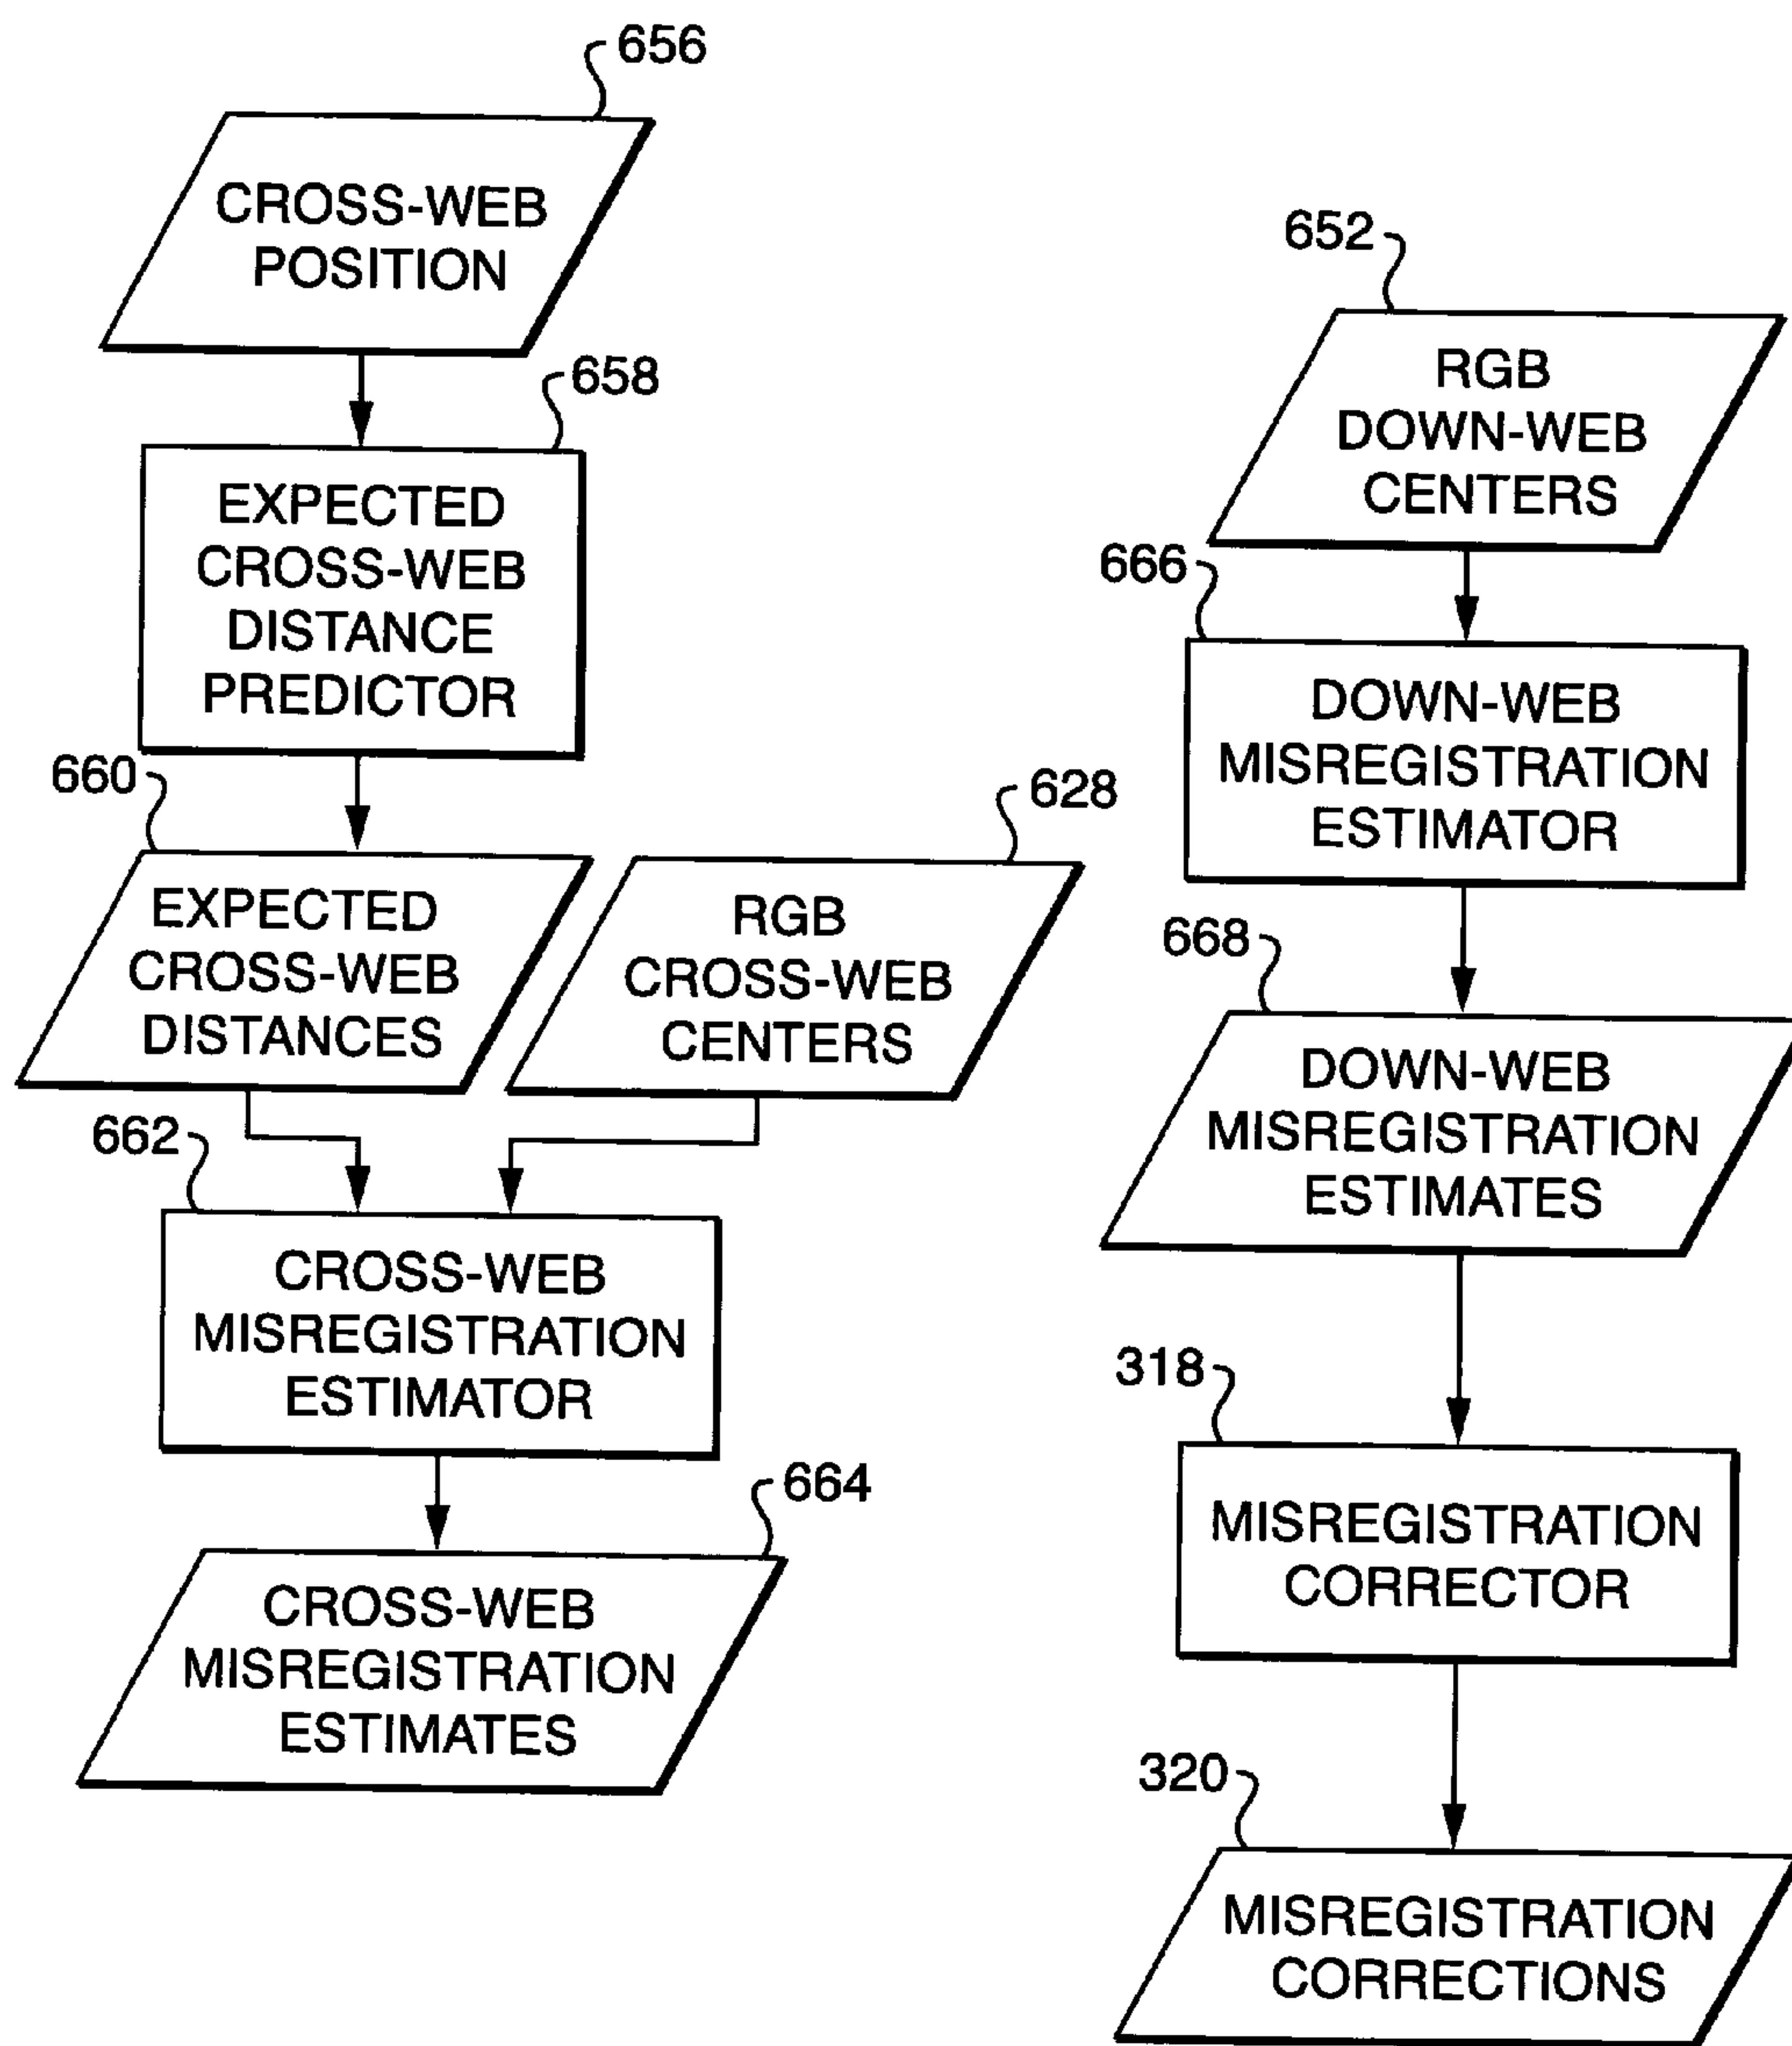 656
CROSS-WEB
POSITION
658
EXPECTED
CROSS-WEB
DISTANCE
PREDICTOR
660
EXPECTED
CROSS-WEB
DISTANCES
628
RGB
CROSS-WEB
CENTERS
662
CROSS-WEB
MISREGISTRATION
ESTIMATOR
664
CROSS-WEB
MISREGISTRATION
ESTIMATES
652
RGB
DOWN-WEB
CENTERS
666
DOWN-WEB
MISREGISTRATION
ESTIMATOR
668
DOWN-WEB
MISREGISTRATION
ESTIMATES
318
MISREGISTRATION
CORRECTOR
320
MISREGISTRATION
CORRECTIONS